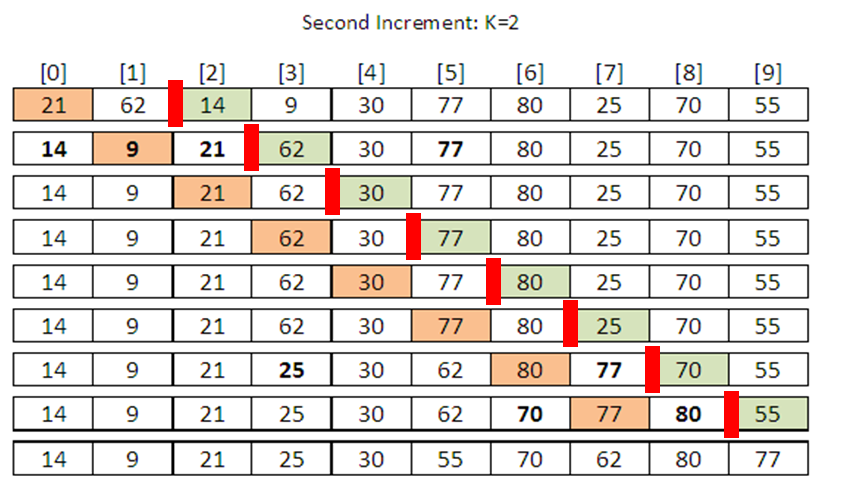 Second Increment: K=2
[0] [1] [2] [3] [4] [5] [6] [7] [8] [9]
21 62 14 9 30 77 80 25 70 55
14 9 21 62 30 77 80 25 70 55
14 9 21 62 30 77 80 25 70 55
14 9 21 62 30 77 80 25 70 55
14 9 21 62 30 77 80 25 70 55
14 9 21 62 30 77 80 25 70 55
14 9 21 25 30 62 80 77 70 55
14 9 21 25 30 62 70 77 80 55
14 9 21 25 30 55 70 62 80 77